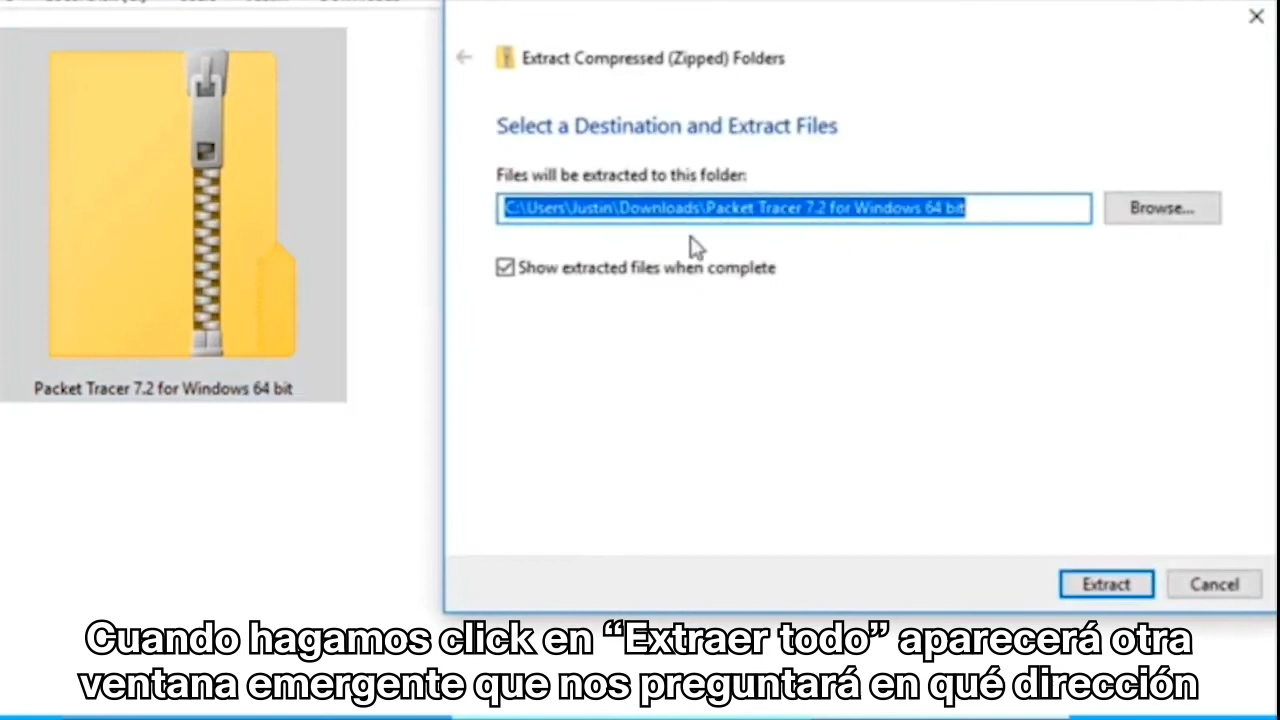 Extract Compressed (Zipped) Folders
Select a Destination and Extract Files
Files will be extracted to this folder:
C:\Users\Justin\Downloads\Packet Tracer 7.2 for Windows 64 bit
Browse...
Show extracted files when complete
Packet Tracer 7.2 for Windows 64 bit
Extract
Cancel
Cuando hagamos click en “Extraer todo” aparecerá otra
ventana emergente que nos preguntará en qué dirección